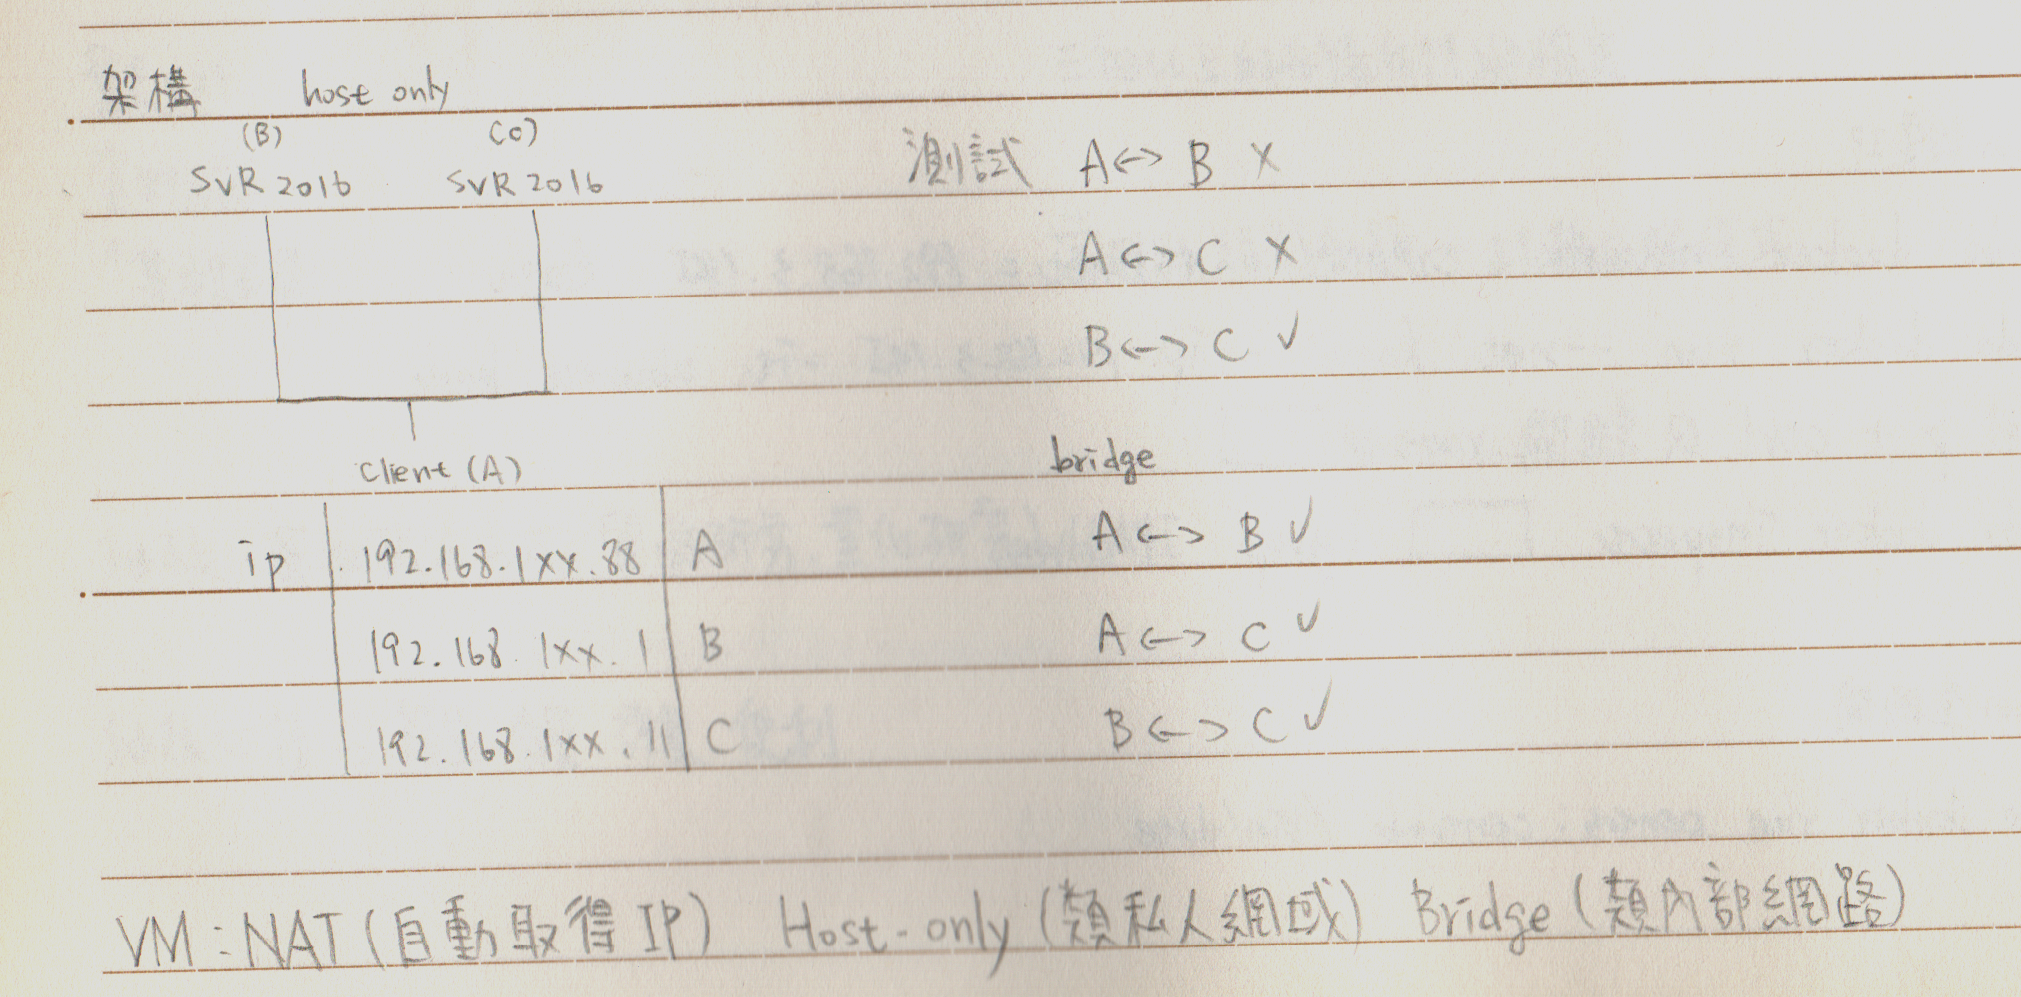 架構 host only
(B) (C)
SVR 2016 SVR 2016 測試 A<->B X
A<->C X
B<->C ✓
Client (A) bridge
ip 192.168.1xx.88 A A<->B ✓
192.168.1xx.1 B A<->C ✓
192.168.1xx.11 C B<->C ✓
VM:NAT(自動取得IP) Host-only(類私人網域) Bridge(類內部網路)